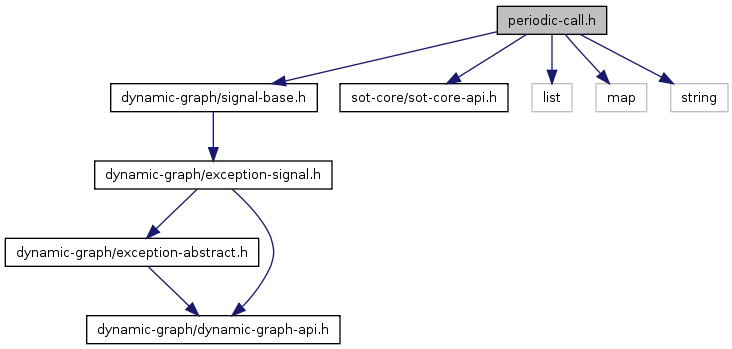 periodic-call.h
dynamic-graph/signal-base.h
sot-core/sot-core-api.h
list
map
string
dynamic-graph/exception-signal.h
dynamic-graph/exception-abstract.h
dynamic-graph/dynamic-graph-api.h